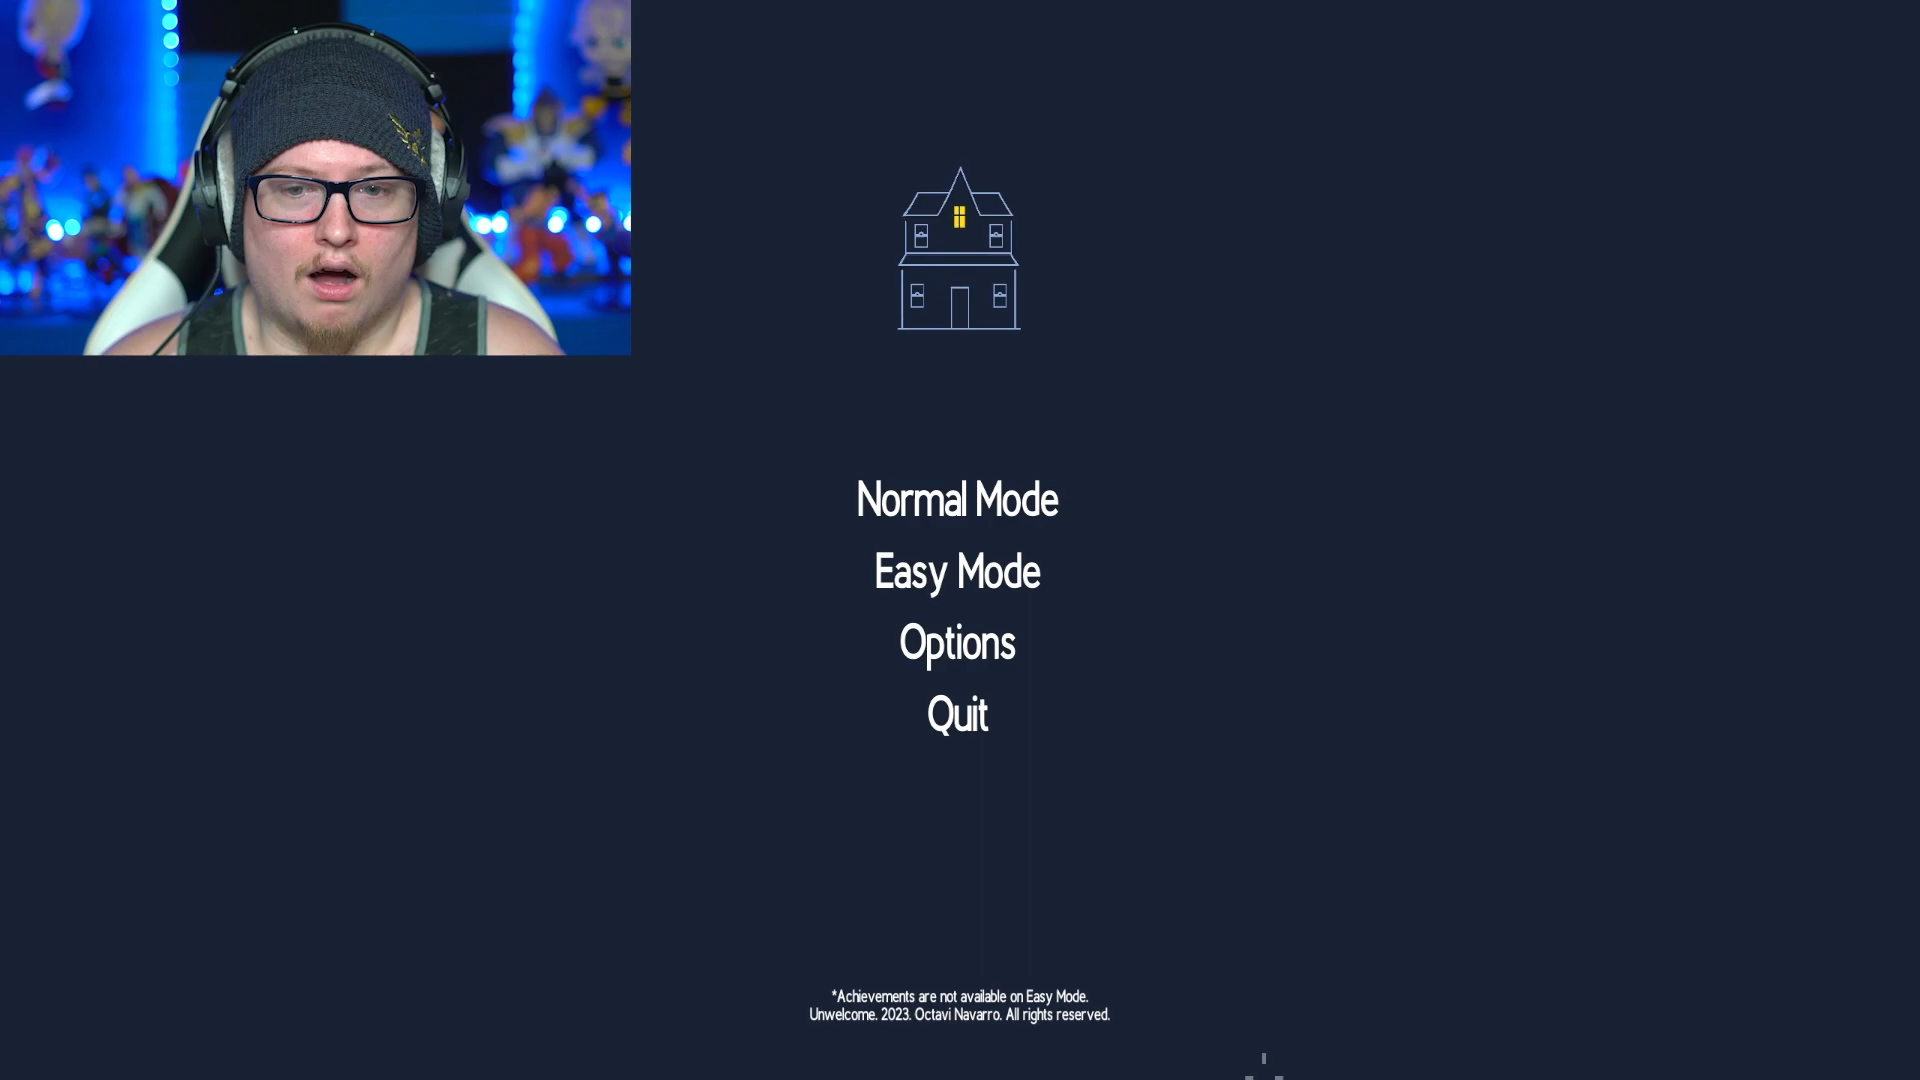 Normal Mode
Easy Mode
Options
Quit
*Achievements are not available on Easy Mode.
Unwelcome. 2023. Octavi Navarro. All rights reserved.